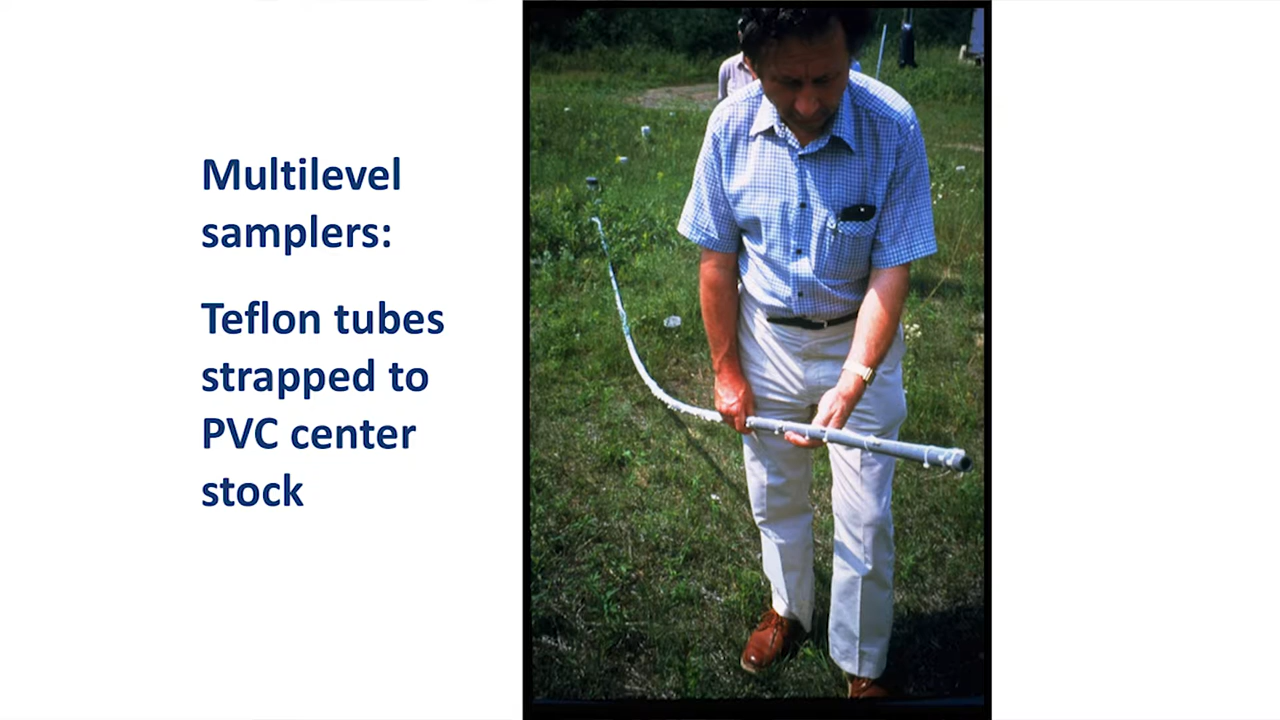 Multilevel
samplers:
Teflon tubes
strapped to
PVC center
stock